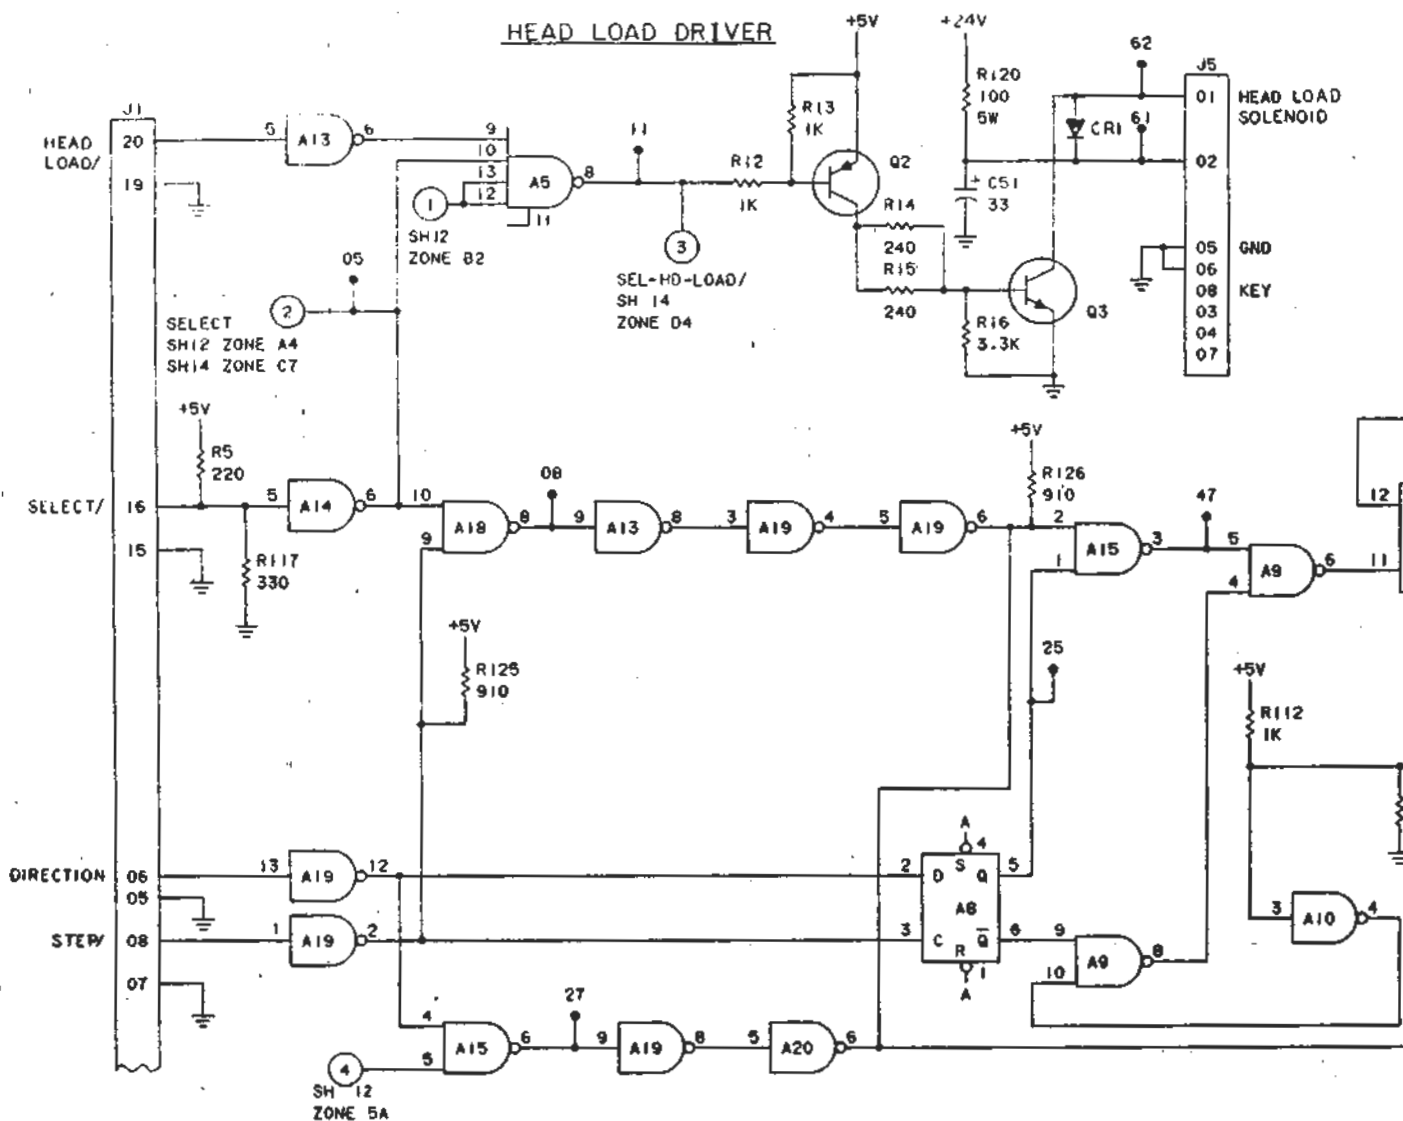 HEAD LOAD DRIVER
+5V
+24V
62
J5
R120
100
5W
01
HEAD LOAD
SOLENOID
J1
R13
1K
CR1
61
HEAD
LOAD/
20
5
A13
6
9
11
10
13
12
A5
8
R12
1K
Q2
02
19
1
11
C51
33
+
SH12
ZONE B2
3
R14
240
05
GND
05
SEL-HD-LOAD/
SH 14
ZONE D4
R15
240
06
08
KEY
2
Q3
03
SELECT
SH12 ZONE A4
SH14 ZONE C7
R16
3.3K
04
07
+5V
R5
220
+5V
R126
910
SELECT/
16
5
A14
6
10
08
47
12
A18
8
9
A13
8
3
A19
4
5
A19
6
2
A15
3
5
9
1
A9
6
11
15
R117
330
4
+5V
R125
910
25
+5V
R112
1K
A
4
DIRECTION
06
13
A19
12
2
D
S
Q
5
05
A8
3
A10
4
STEP/
08
1
A19
2
3
C
Q
6
9
R
A9
8
1
10
07
A
27
4
A15
6
9
A19
8
5
A20
6
4
5
SH 12
ZONE 5A